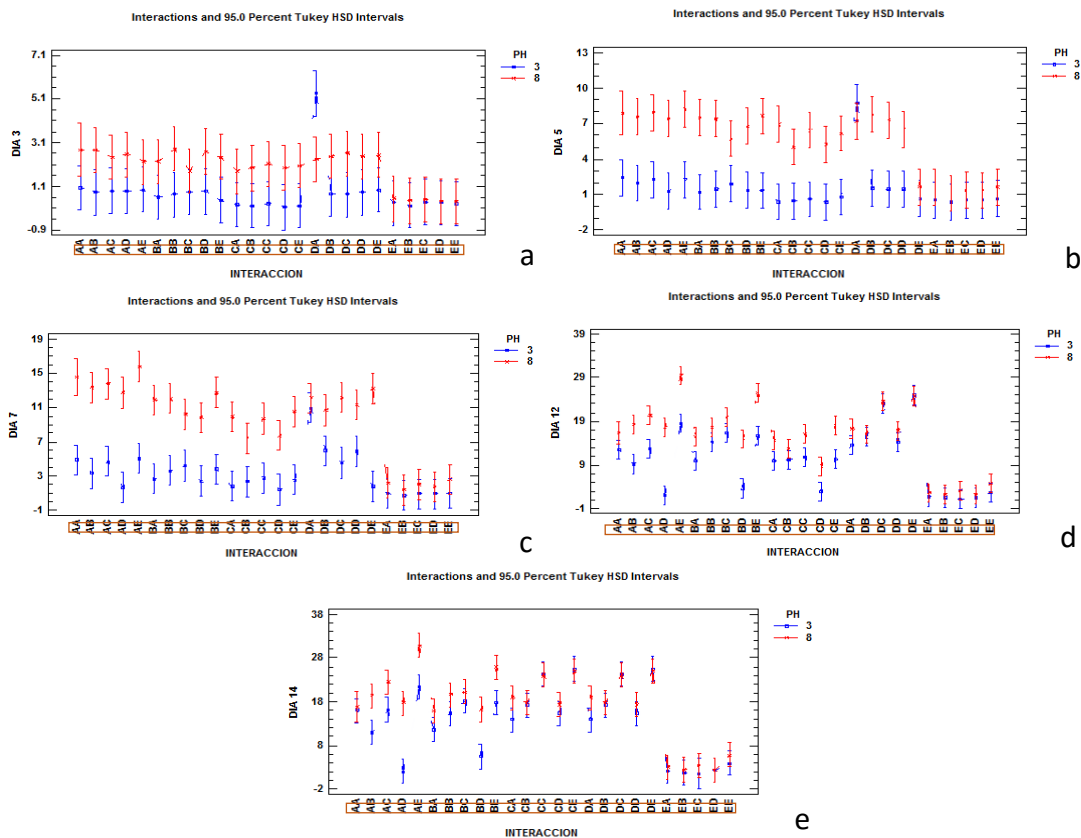 Interactions and 95.0 Percent Tukey HSD Intervals
7.1
5.1
3.1
1.1
-0.9
DIA 3
AA AB AC AD AE BA BB BC BD BE CA CB CC CD CE DA DB DC DD DE EA EB EC ED EE
INTERACCION
PH
3
8
a
Interactions and 95.0 Percent Tukey HSD Intervals
13
10
7
4
1
-2
DIA 5
AA AB AC AD AE BA BB BC BD BE CA CB CC CD CE DA DB DC DD DE EA EB EC ED EE
INTERACCION
PH
3
8
b
Interactions and 95.0 Percent Tukey HSD Intervals
19
15
11
7
3
-1
DIA 7
AA AB AC AD AE BA BB BC BD BE CA CB CC CD CE DA DB DC DD DE EA EB EC ED EE
INTERACCION
PH
3
8
c
Interactions and 95.0 Percent Tukey HSD Intervals
39
29
19
9
-1
DIA 12
AA AB AC AD AE BA BB BC BD BE CA CB CC CD CE DA DB DC DD DE EA EB EC ED EE
INTERACCION
PH
3
8
d
Interactions and 95.0 Percent Tukey HSD Intervals
38
28
18
8
-2
DIA 14
AA AB AC AD AE BA BB BC BD BE CA CB CC CD CE DA DB DC DD DE EA EB EC ED EE
INTERACCION
PH
3
8
e